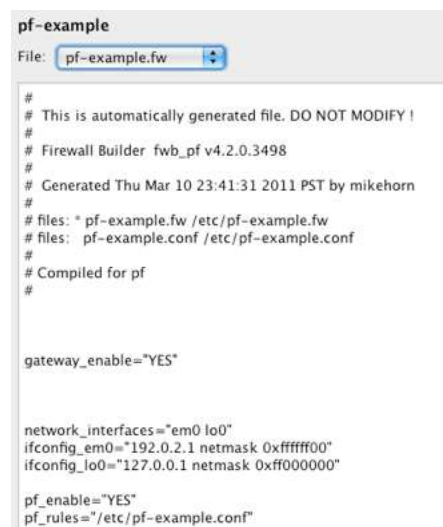 pf-example
File: pf-example.fw
#
# This is automatically generated file. DO NOT MODIFY !
#
# Firewall Builder fwb_pf v4.2.0.3498
#
# Generated Thu Mar 10 23:41:31 2011 PST by mikehorn
#
# files: * pf-example.fw /etc/pf-example.fw
# files: pf-example.conf /etc/pf-example.conf
#
# Compiled for pf
#
gateway_enable="YES"
network_interfaces="em0 lo0"
ifconfig_em0="192.0.2.1 netmask 0xffffff00"
ifconfig_lo0="127.0.0.1 netmask 0xff000000"
pf_enable="YES"
pf_rules="/etc/pf-example.conf"